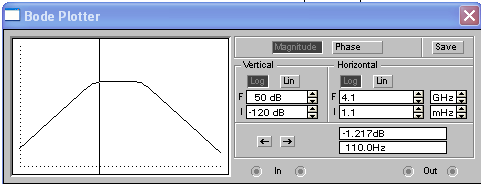 Bode Plotter
Magnitude Phase Save
Vertical Horizontal
Log Lin Log Lin
F 50 dB F 4.1 GHz
I -120 dB I 1.1 mHz
-1.217dB
110.0Hz
In Out